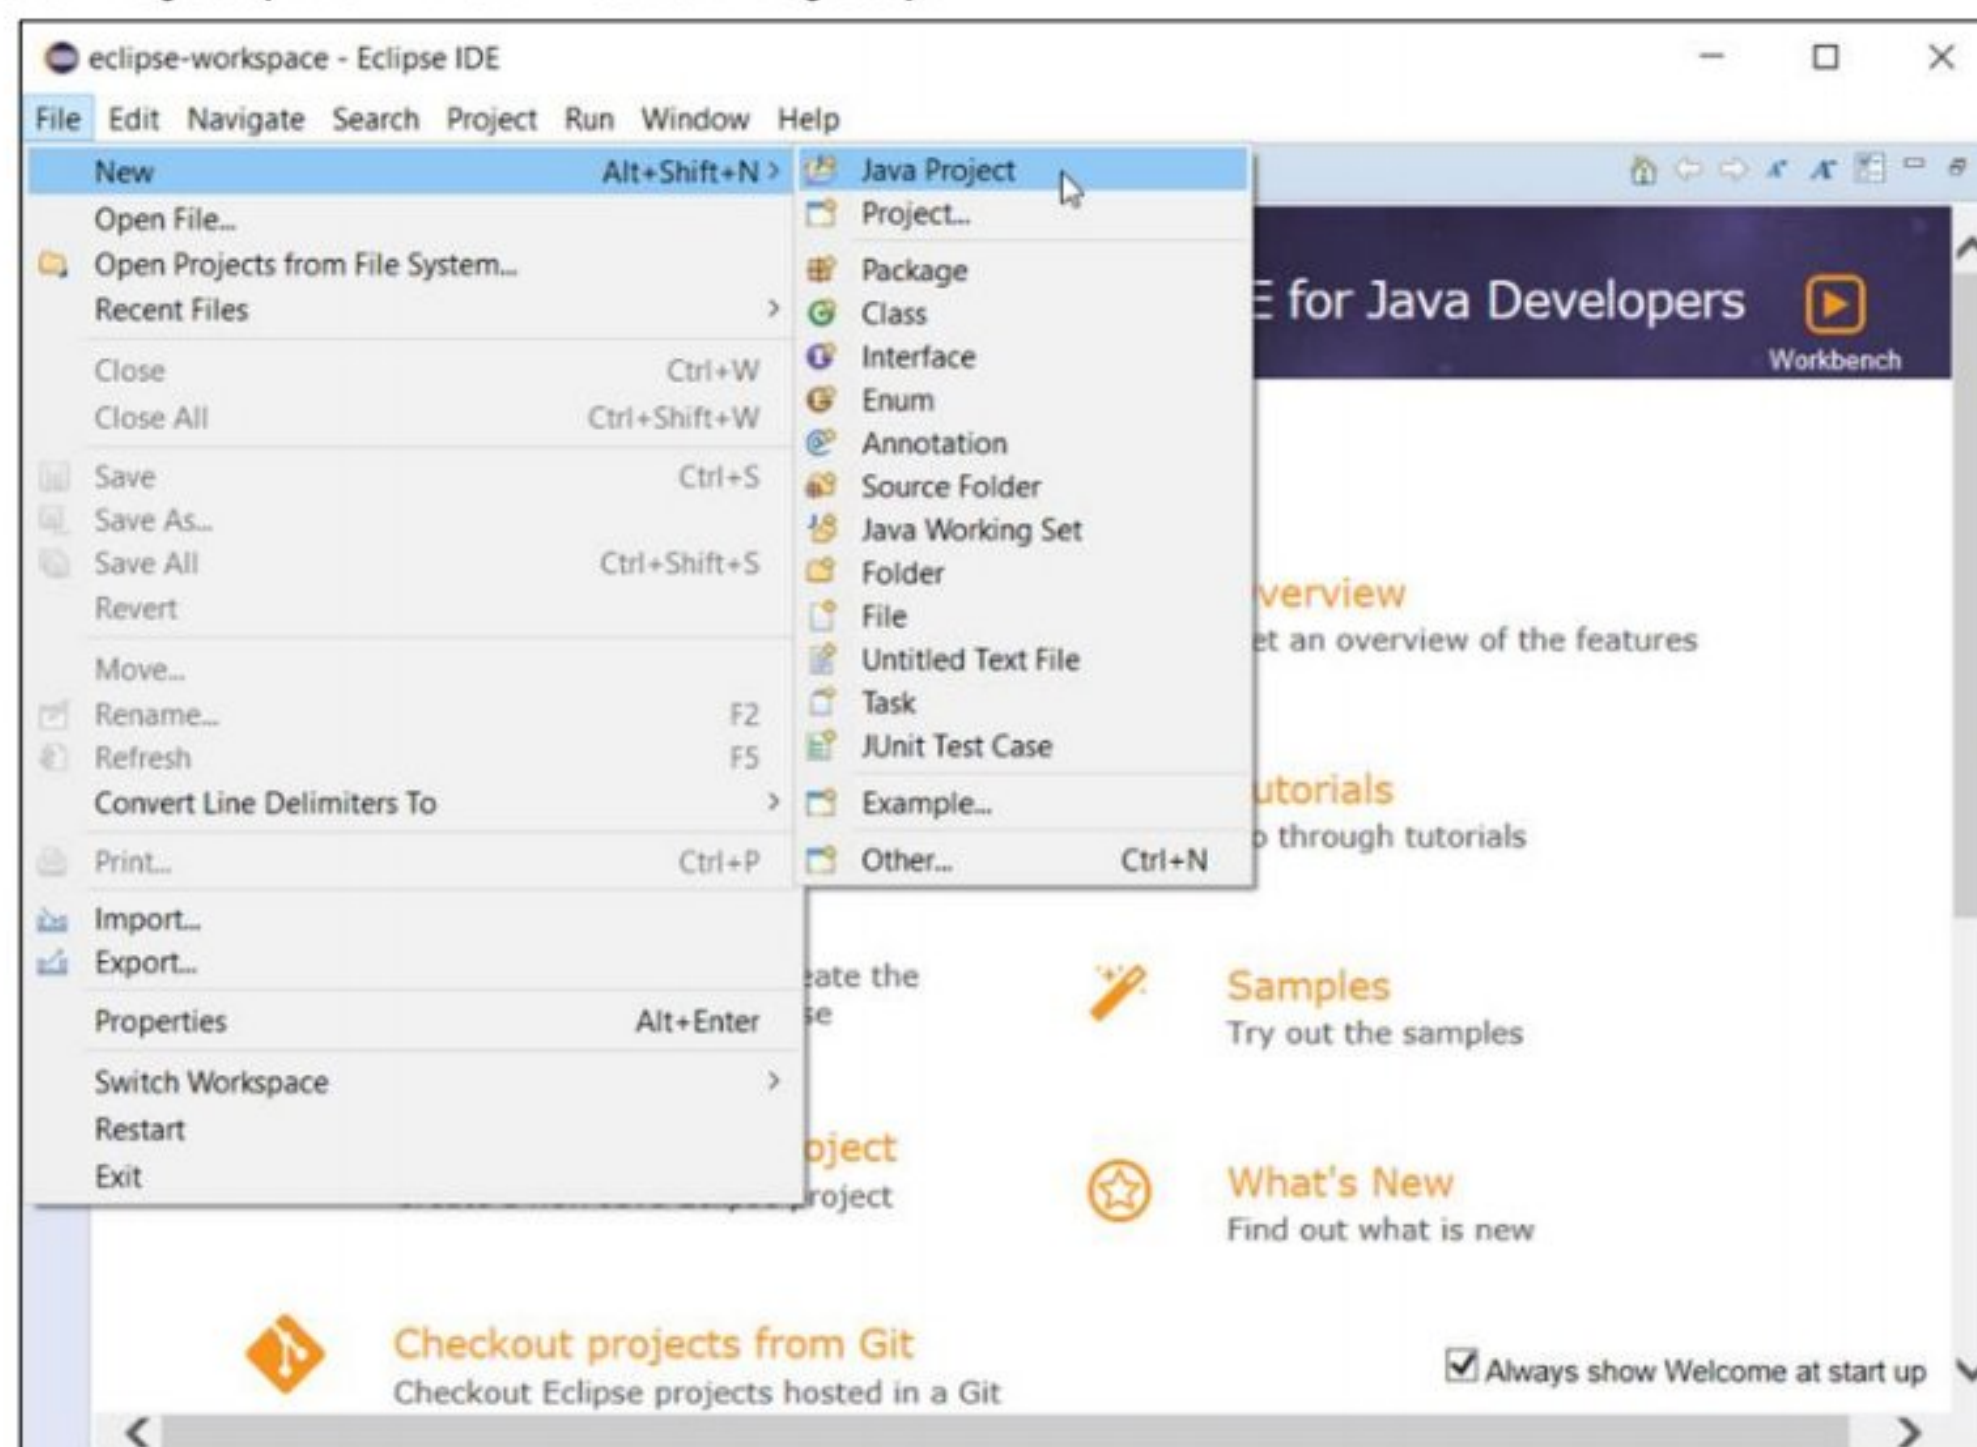 eclipse-workspace - Eclipse IDE
File Edit Navigate Search Project Run Window Help
New Alt+Shift+N >
Open File...
Open Projects from File System...
Recent Files >
Close Ctrl+W
Close All Ctrl+Shift+W
Save Ctrl+S
Save As...
Save All Ctrl+Shift+S
Revert
Move...
Rename... F2
Refresh F5
Convert Line Delimiters To >
Print... Ctrl+P
Import...
Export...
Properties Alt+Enter
Switch Workspace >
Restart
Exit
Java Project
Project...
Package
Class
Interface
Enum
Annotation
Source Folder
Java Working Set
Folder
File
Untitled Text File
Task
JUnit Test Case
Example...
Other... Ctrl+N
E for Java Developers
Workbench
verview
et an overview of the features
utorials
o through tutorials
eate the
se
Samples
Try out the samples
oject
roject
What's New
Find out what is new
Checkout projects from Git
Checkout Eclipse projects hosted in a Git
Always show Welcome at start up